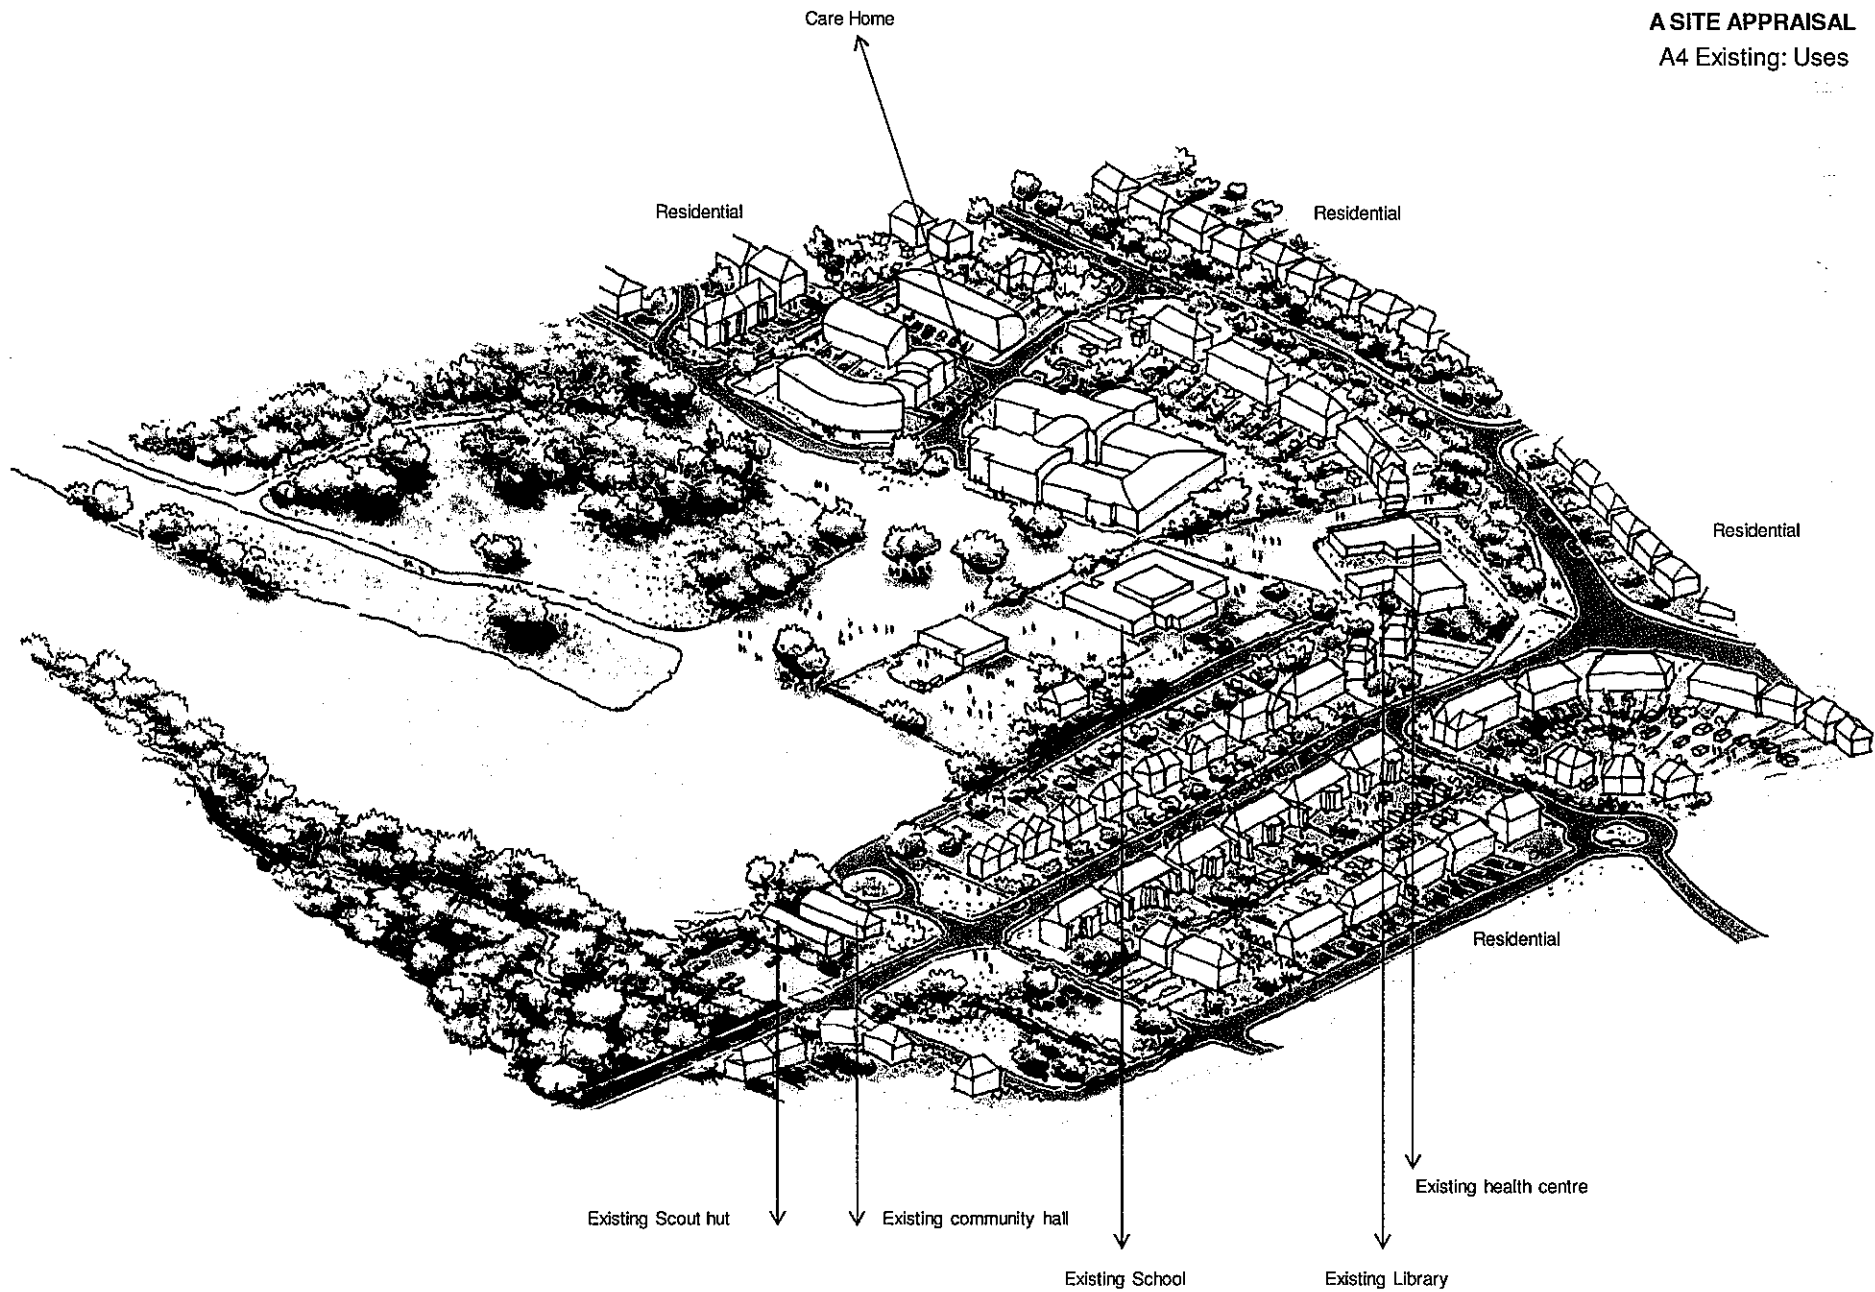 A SITE APPRAISAL
A4 Existing: Uses
Care Home
Residential
Residential
Residential
Residential
Residential
Existing health centre
Existing Scout hut
Existing community hall
Existing School
Existing Library